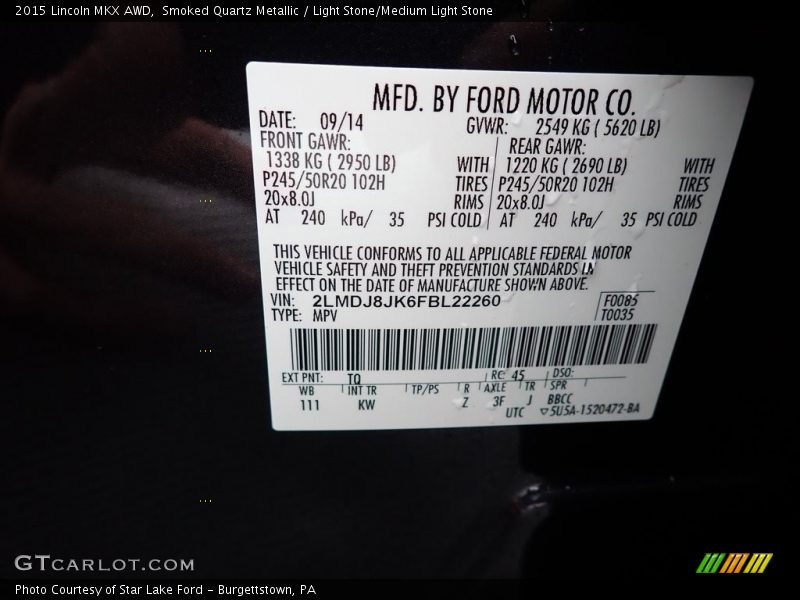 2015 Lincoln MKX AWD, Smoked Quartz Metallic / Light Stone/Medium Light Stone
MFD. BY FORD MOTOR CO.
DATE: 09/14 GVWR: 2549 KG ( 5620 LB)
FRONT GAWR: REAR GAWR:
1338 KG ( 2950 LB) WITH 1220 KG ( 2690 LB) WITH
P245/50R20 102H TIRES P245/50R20 102H TIRES
20x8.0J RIMS 20x8.0J RIMS
AT 240 kPa/ 35 PSI COLD AT 240 kPa/ 35 PSI COLD
THIS VEHICLE CONFORMS TO ALL APPLICABLE FEDERAL MOTOR
VEHICLE SAFETY AND THEFT PREVENTION STANDARDS IN
EFFECT ON THE DATE OF MANUFACTURE SHOWN ABOVE.
VIN: 2LMDJ8JK6FBL22260 F0085
TYPE: MPV T0035
EXT PNT: TQ RC: 45 DSO:
WB INT TR TP/PS R AXLE TR SPR
111 KW Z 3F J BBCC
UTC ▽5U5A-1520472-BA
GTCARLOT.COM
Photo Courtesy of Star Lake Ford - Burgettstown, PA